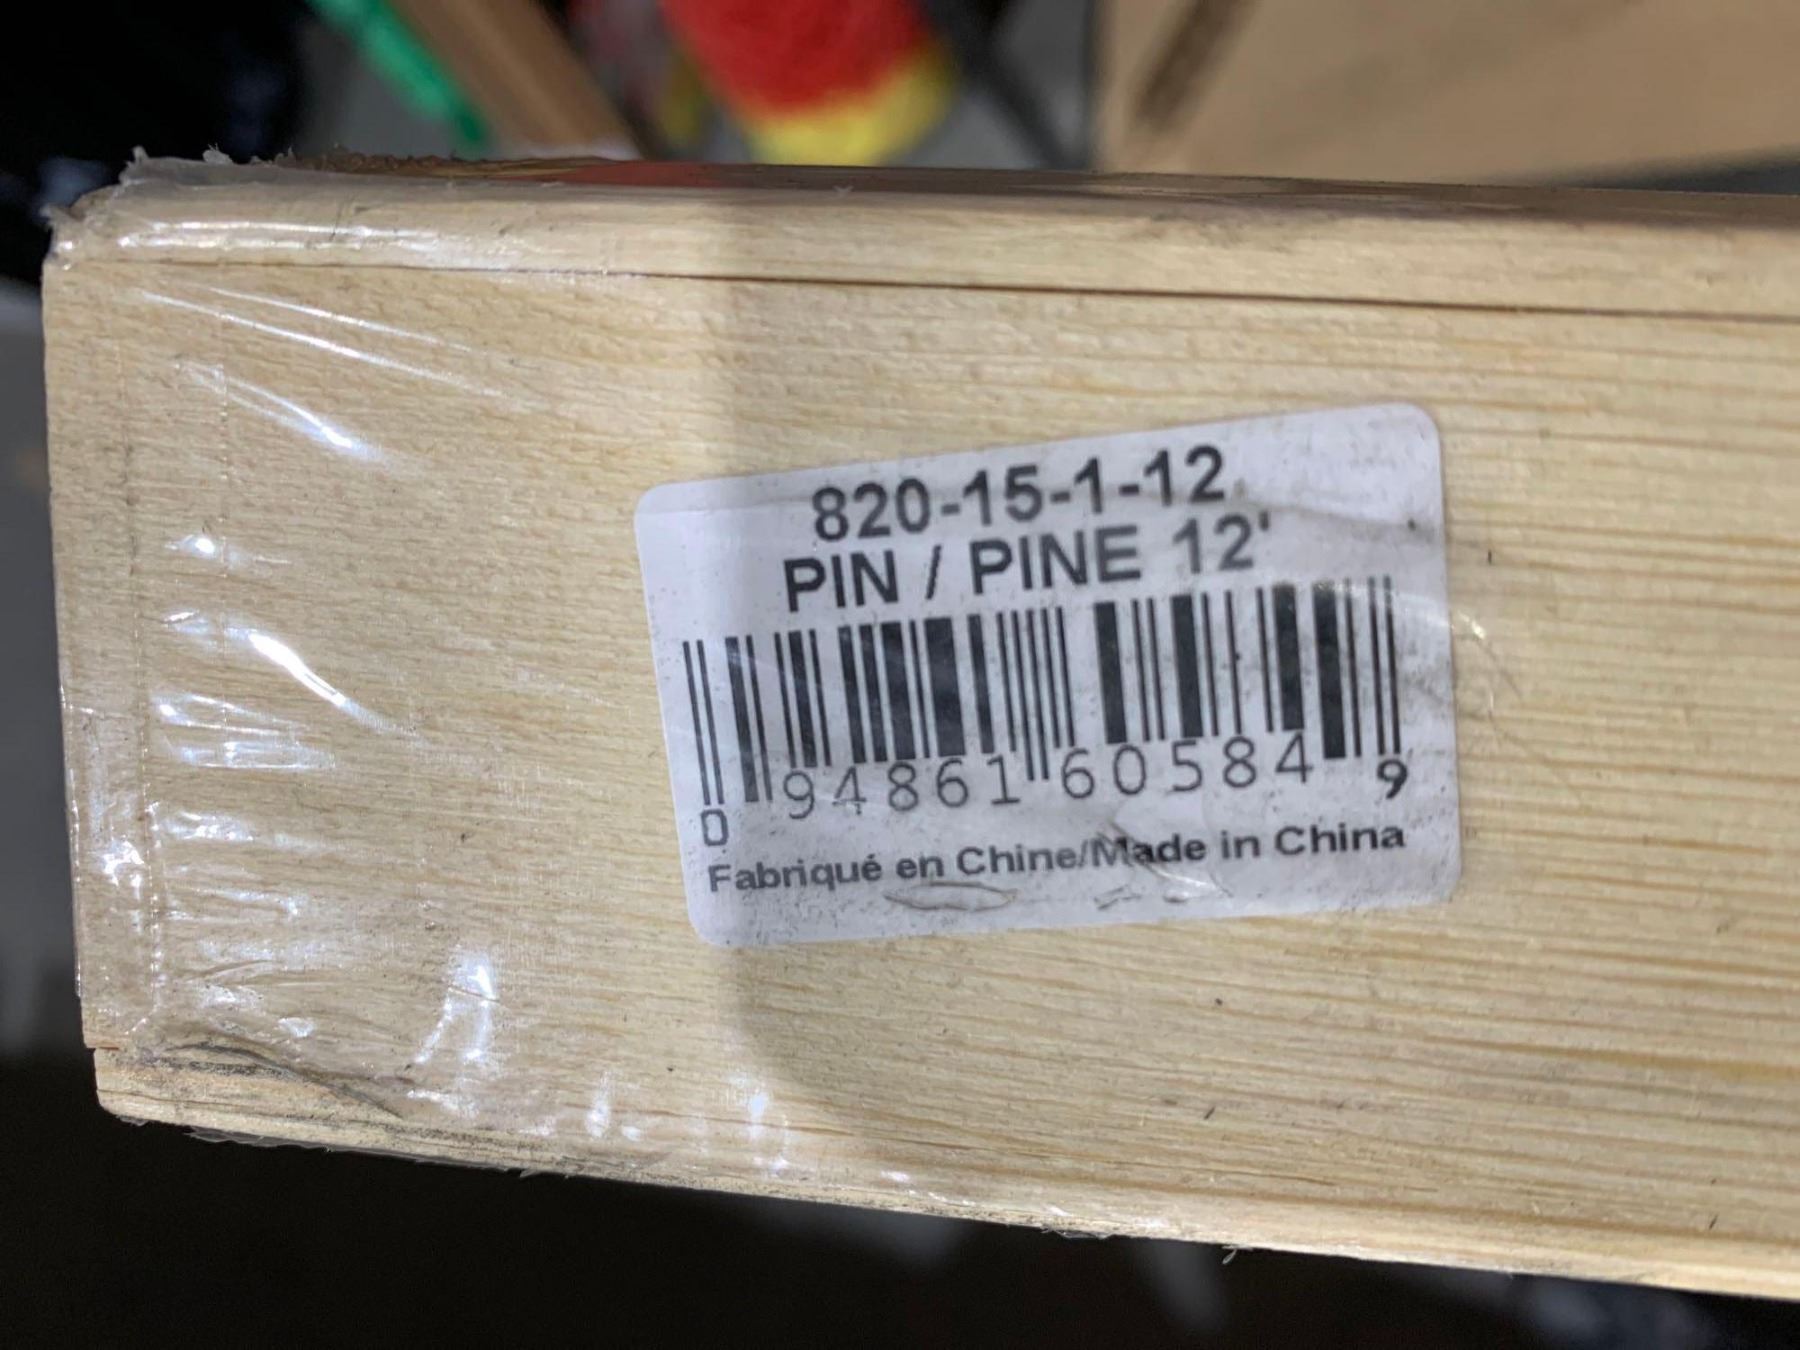 820-15-1-12
PIN / PINE 12'
0 94861 60584 9
Fabriqué en Chine/Made in China